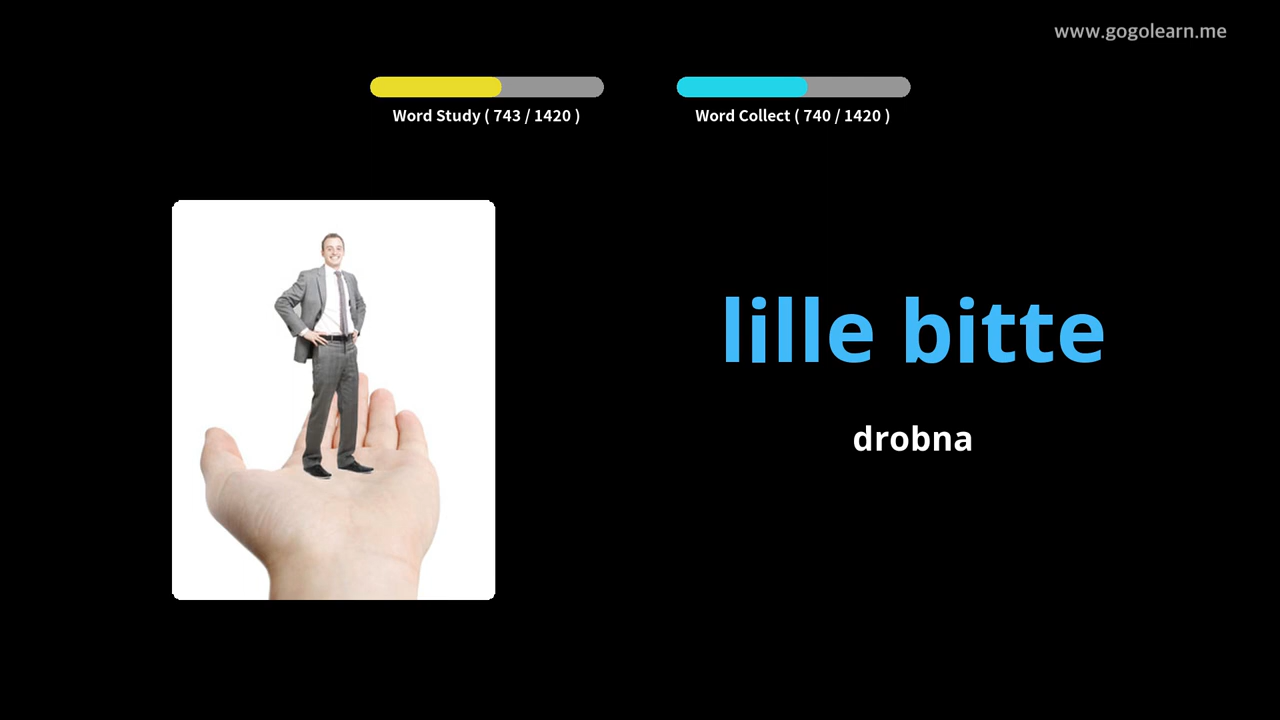 www.gogolearn.me
Word Study ( 743 / 1420 )
Word Collect ( 740 / 1420 )
lille bitte
drobna